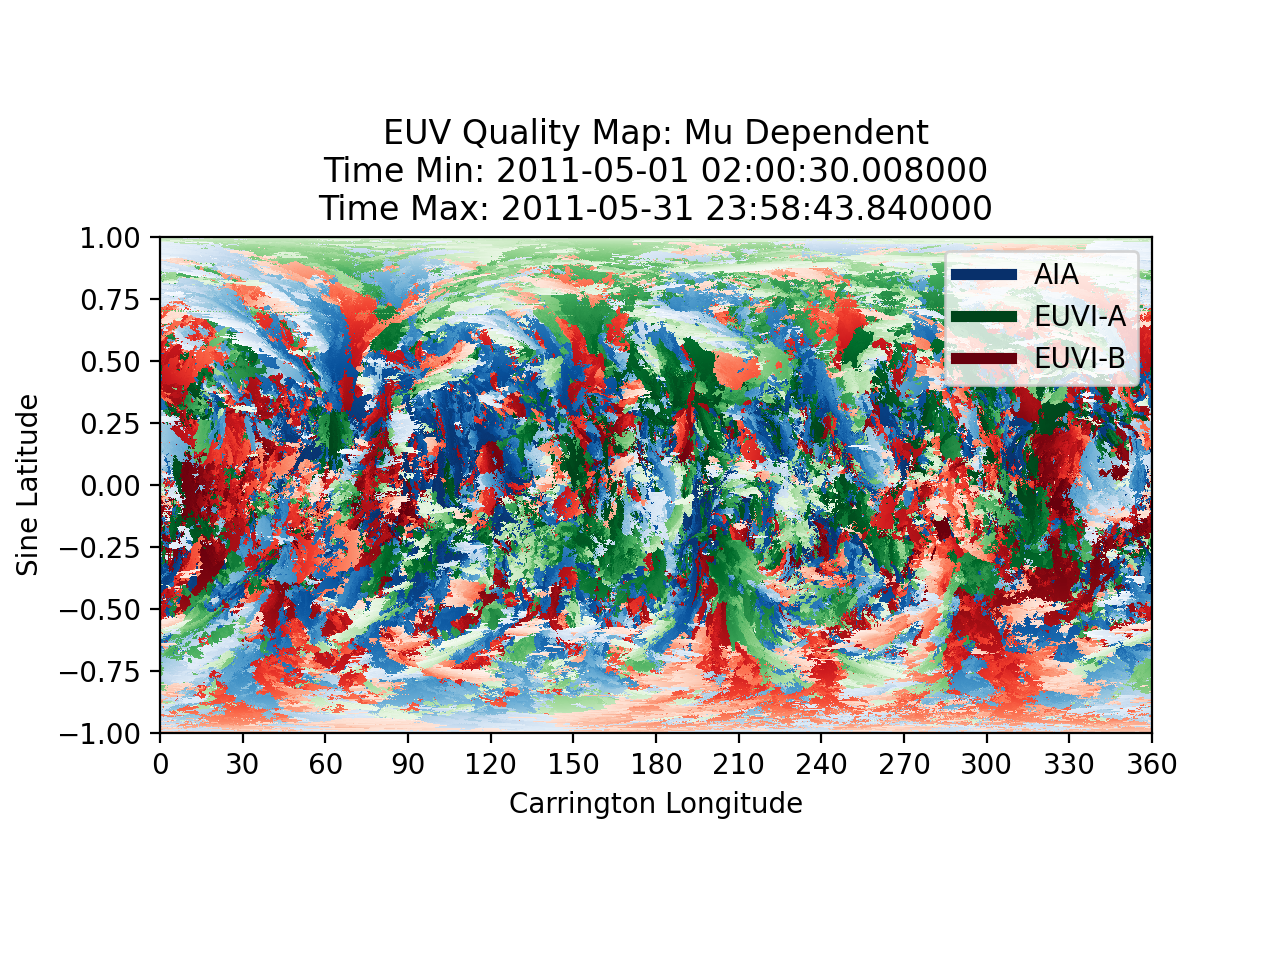 EUV Quality Map: Mu Dependent
Time Min: 2011-05-01 02:00:30.008000
Time Max: 2011-05-31 23:58:43.840000
AIA
EUVI-A
EUVI-B
Sine Latitude
1.00
0.75
0.50
0.25
0.00
−0.25
−0.50
−0.75
−1.00
0 30 60 90 120 150 180 210 240 270 300 330 360
Carrington Longitude